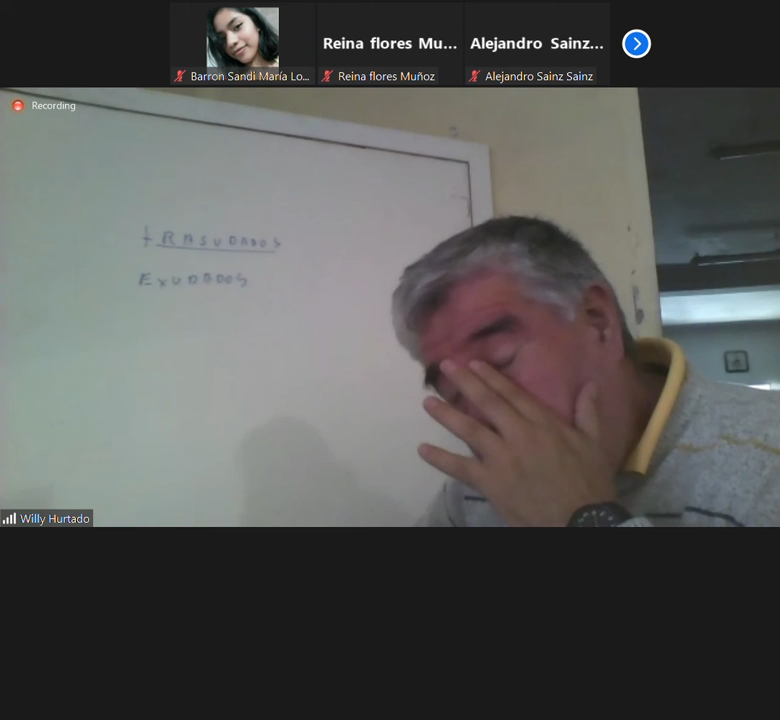 Reina flores Mu...
Alejandro Sainz...
Barron Sandi María Lo...
Reina flores Muñoz
Alejandro Sainz Sainz
Recording
tRASUDADOS
EXUDADOS
Willy Hurtado